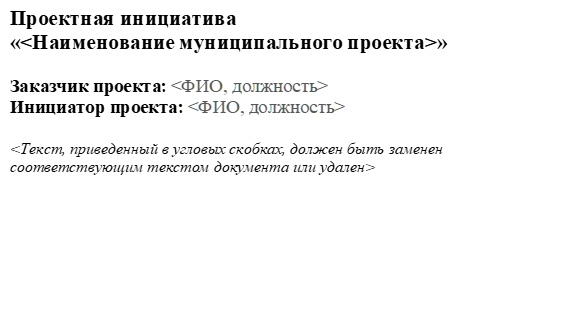 Проектная инициатива
«<Наименование муниципального проекта>»
Заказчик проекта: <ФИО, должность>
Инициатор проекта: <ФИО, должность>
<Текст, приведенный в угловых скобках, должен быть заменен
соответствующим текстом документа или удален>